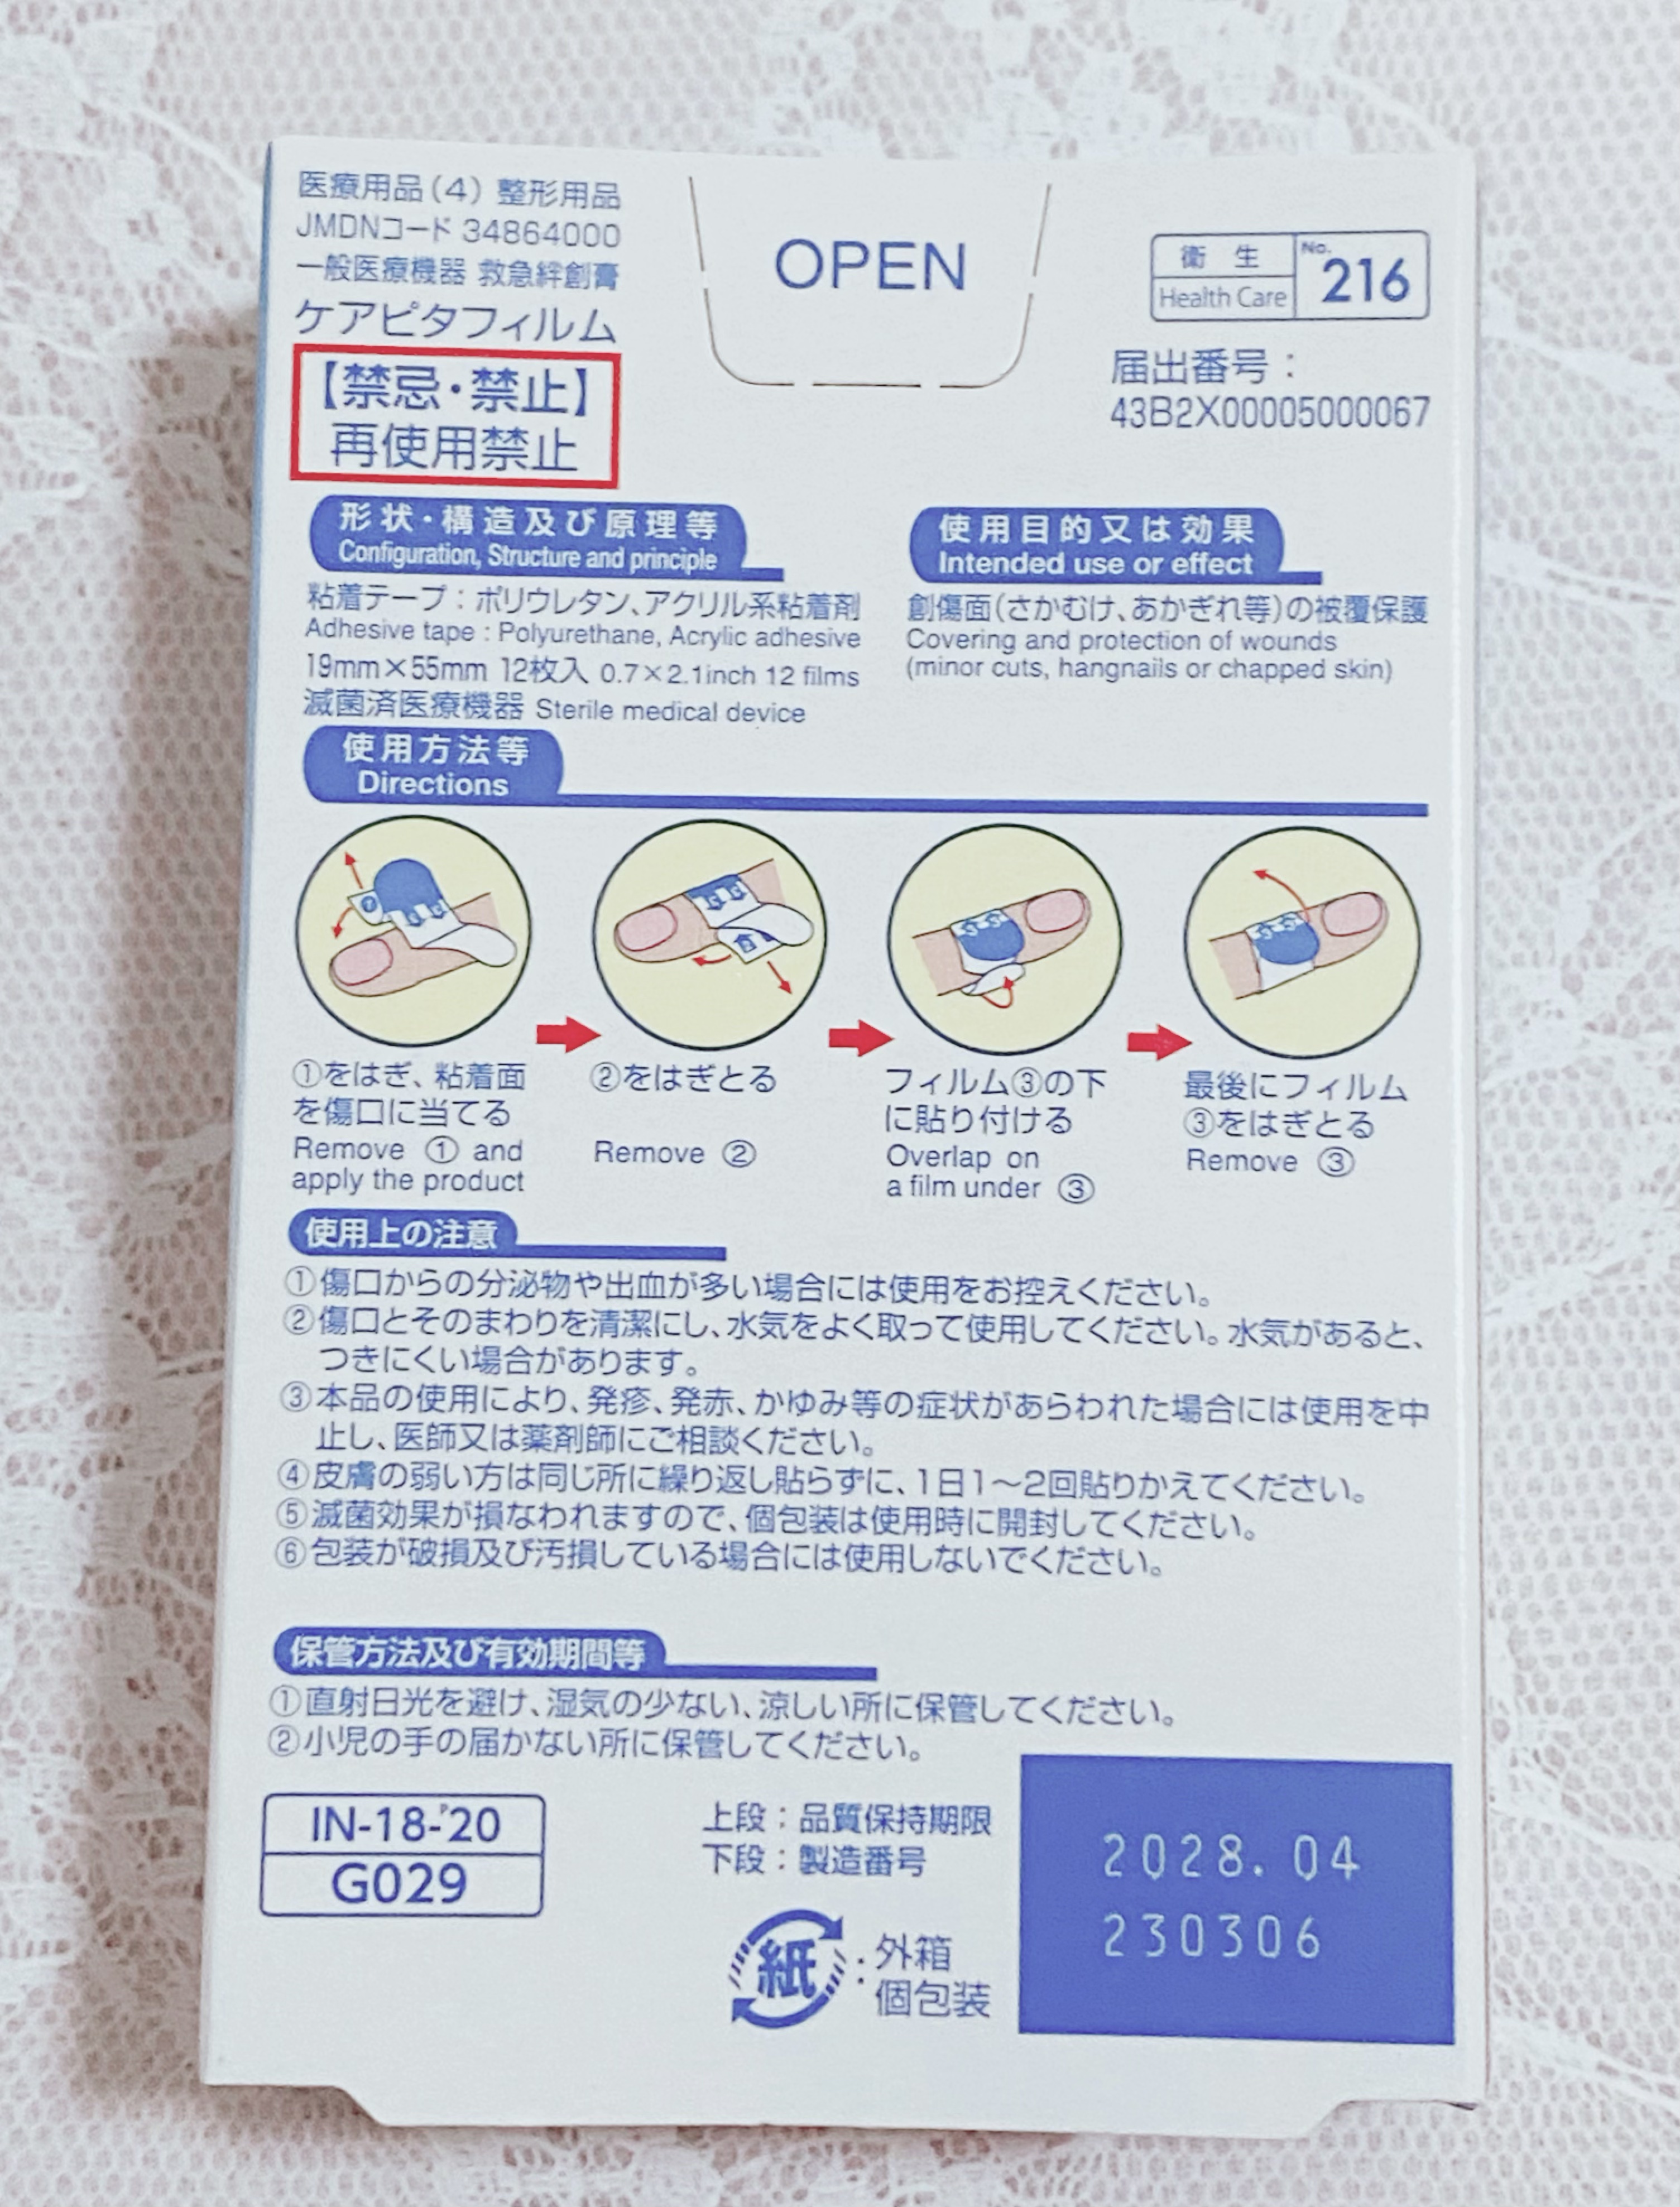 医療用品(4) 整形用品
JMDNコード 34864000
一般医療機器 救急絆創膏
ケアピタフィルム
【禁忌・禁止】
再使用禁止
OPEN
衛生
Health Care
No.
216
届出番号:
43B2X00005000067
形状・構造及び原理等
Configuration, Structure and principle
粘着テープ:ポリウレタン、アクリル系粘着剤
Adhesive tape : Polyurethane, Acrylic adhesive
19mm×55mm 12枚入 0.7×2.1inch 12 films
滅菌済医療機器 Sterile medical device
使用目的又は効果
Intended use or effect
創傷面(さかむけ、あかぎれ等)の被覆保護
Covering and protection of wounds
(minor cuts, hangnails or chapped skin)
使用方法等
Directions
①をはぎ、粘着面
を傷口に当てる
Remove ① and
apply the product
②をはぎとる
Remove ②
フィルム③の下
に貼り付ける
Overlap on
a film under ③
最後にフィルム
③をはぎとる
Remove ③
使用上の注意
①傷口からの分泌物や出血が多い場合には使用をお控えください。
②傷口とそのまわりを清潔にし、水気をよく取って使用してください。水気があると、
つきにくい場合があります。
③本品の使用により、発疹、発赤、かゆみ等の症状があらわれた場合には使用を中
止し、医師又は薬剤師にご相談ください。
④皮膚の弱い方は同じ所に繰り返し貼らずに、1日1～2回貼りかえてください。
⑤滅菌効果が損なわれますので、個包装は使用時に開封してください。
⑥包装が破損及び汚損している場合には使用しないでください。
保管方法及び有効期間等
①直射日光を避け、湿気の少ない、涼しい所に保管してください。
②小児の手の届かない所に保管してください。
IN-18-'20
G029
上段:品質保持期限
下段:製造番号
紙:外箱
個包装
2028.04
230306